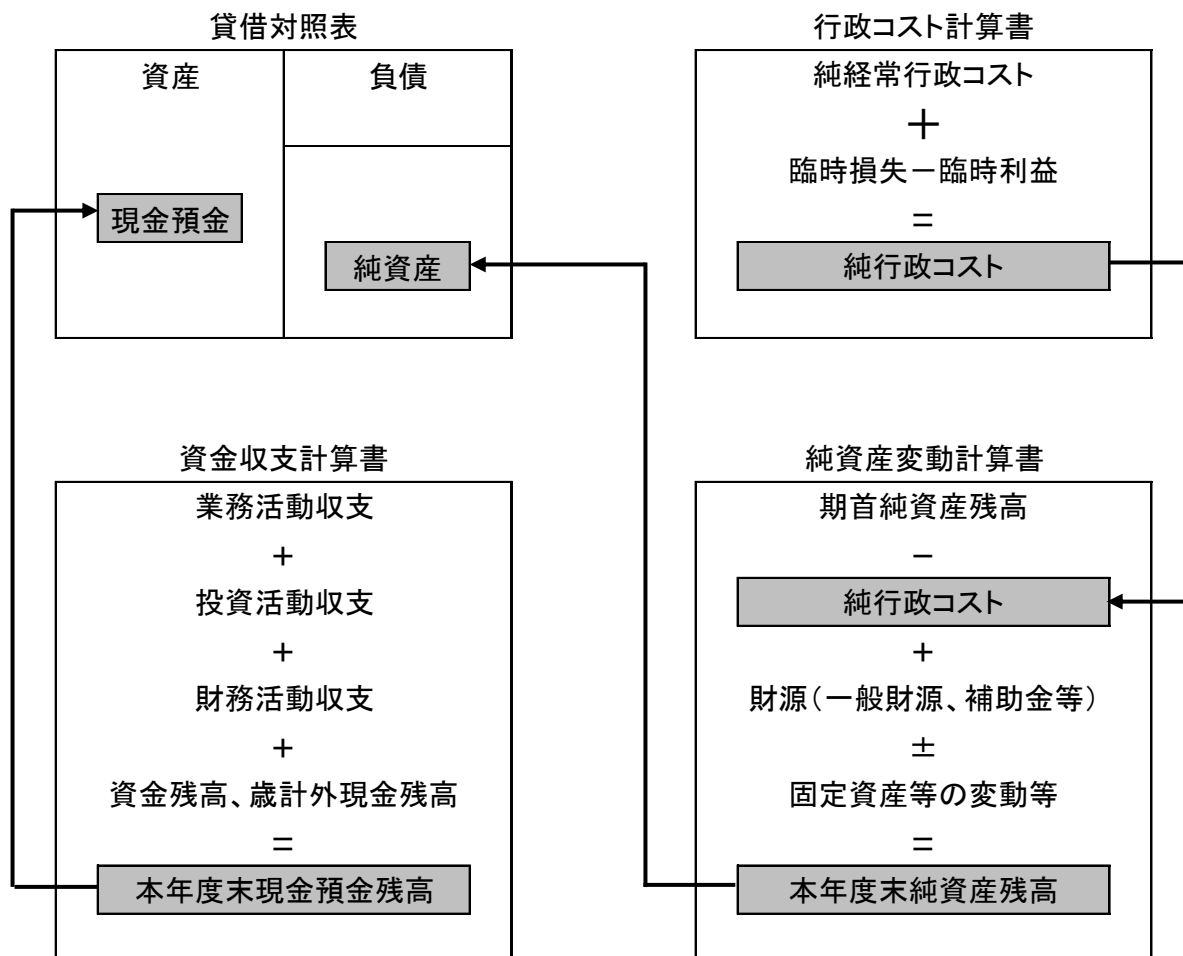 貸借対照表
資産
負債
現金預金
純資産
行政コスト計算書
純経常行政コスト
＋
臨時損失－臨時利益
＝
純行政コスト
資金収支計算書
業務活動収支
＋
投資活動収支
＋
財務活動収支
＋
資金残高、歳計外現金残高
＝
本年度末現金預金残高
純資産変動計算書
期首純資産残高
－
純行政コスト
＋
財源（一般財源、補助金等）
±
固定資産等の変動等
＝
本年度末純資産残高